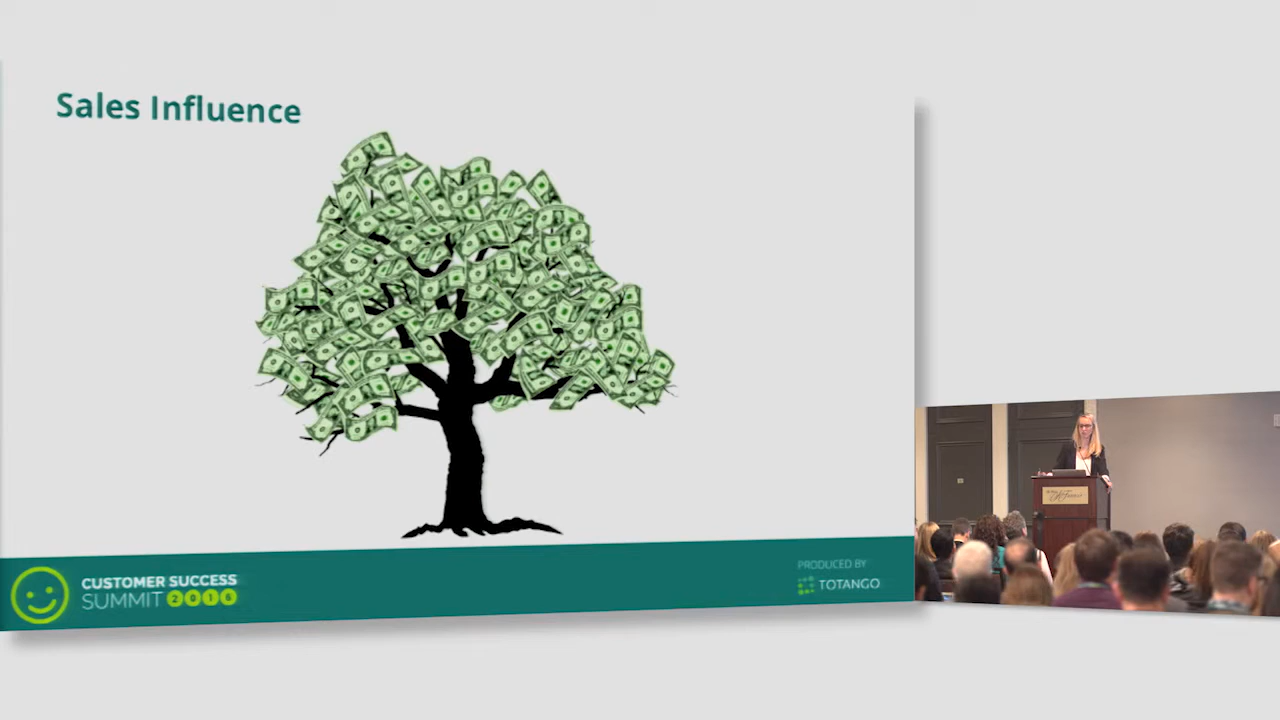 Sales Influence
CUSTOMER SUCCESS
SUMMIT 2016
PRODUCED BY
TOTANGO